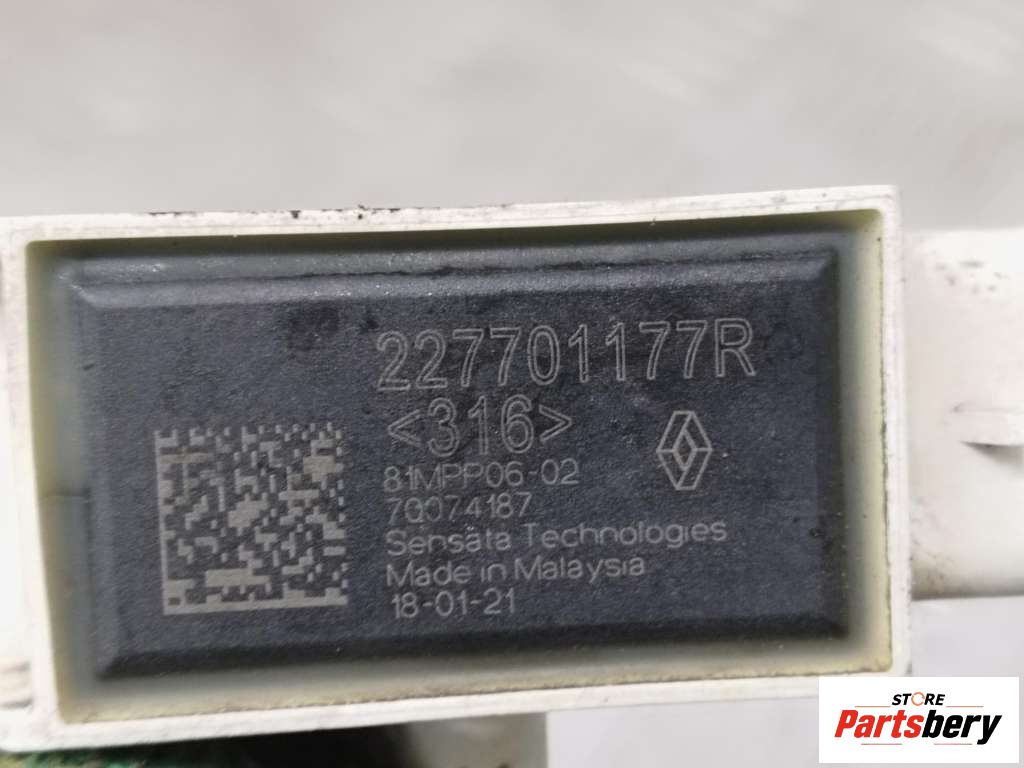 227701177R
<316>
81MPP06-02
70074187
Sensata Technologies
Made in Malaysia
18-01-21
STORE
Partsbery